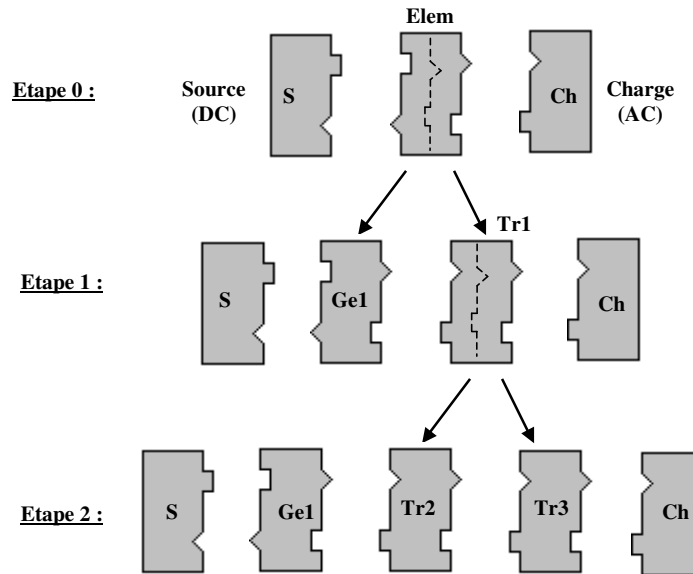 Elem
Etape 0 :
Source
(DC)
S
Ch
Charge
(AC)
Tr1
Etape 1 :
S
Ge1
Ch
Etape 2 :
S
Ge1
Tr2
Tr3
Ch